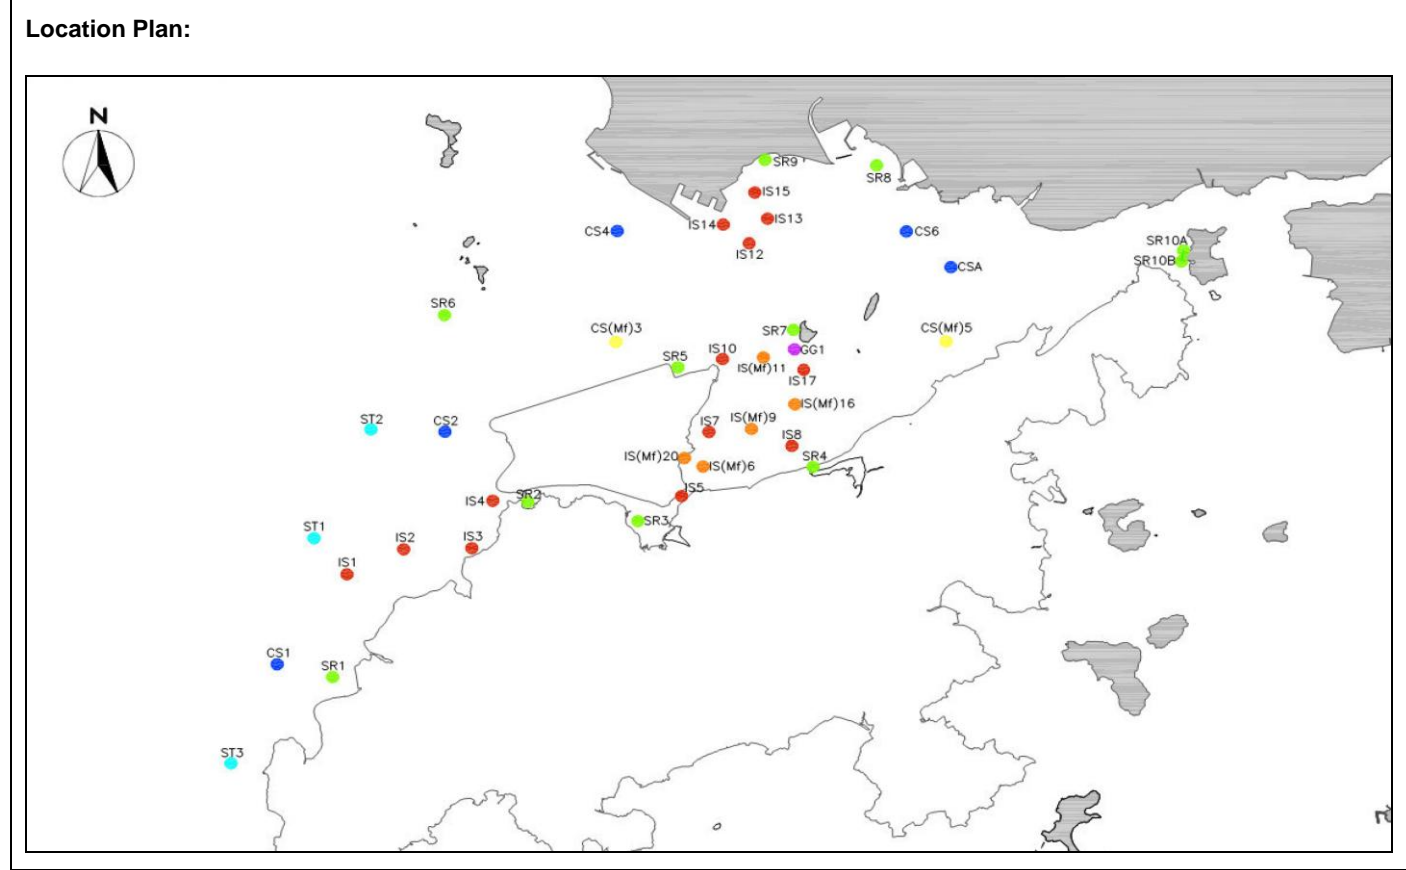 Location Plan:
N
SR9
SR8
IS15
IS14
IS13
CS4
CS6
IS12
SR10A
SR10B
CSA
SR6
CS(Mf)3
SR7
CS(Mf)5
GG1
IS10
SR5
IS(Mf)11
IS17
IS(Mf)16
ST2
CS2
IS7
IS(Mf)9
IS8
IS(Mf)20
IS(Mf)6
SR4
IS5
IS4
SR2
SR3
ST1
IS2
IS3
IS1
CS1
SR1
ST3